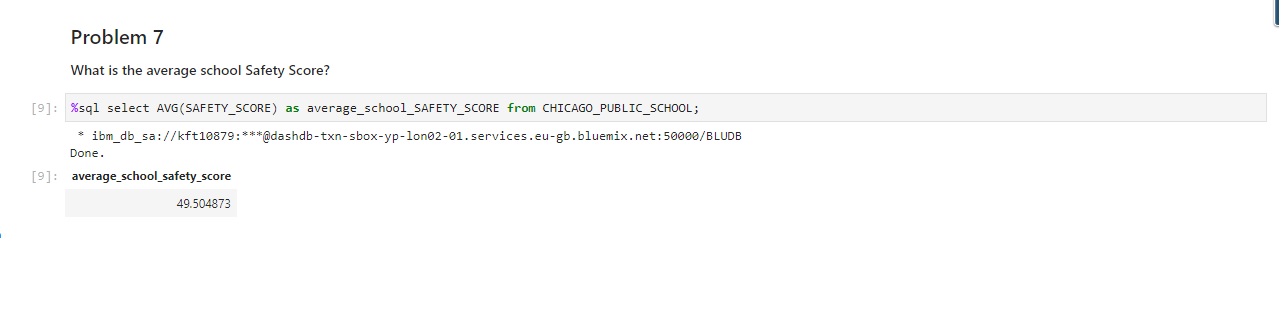 Problem 7
What is the average school Safety Score?
[9]: %sql select AVG(SAFETY_SCORE) as average_school_SAFETY_SCORE from CHICAGO_PUBLIC_SCHOOL;
* ibm_db_sa://kft10879:***@dashdb-txn-sbox-yp-lon02-01.services.eu-gb.bluemix.net:50000/BLUDB
Done.
[9]: average_school_safety_score
49.504873